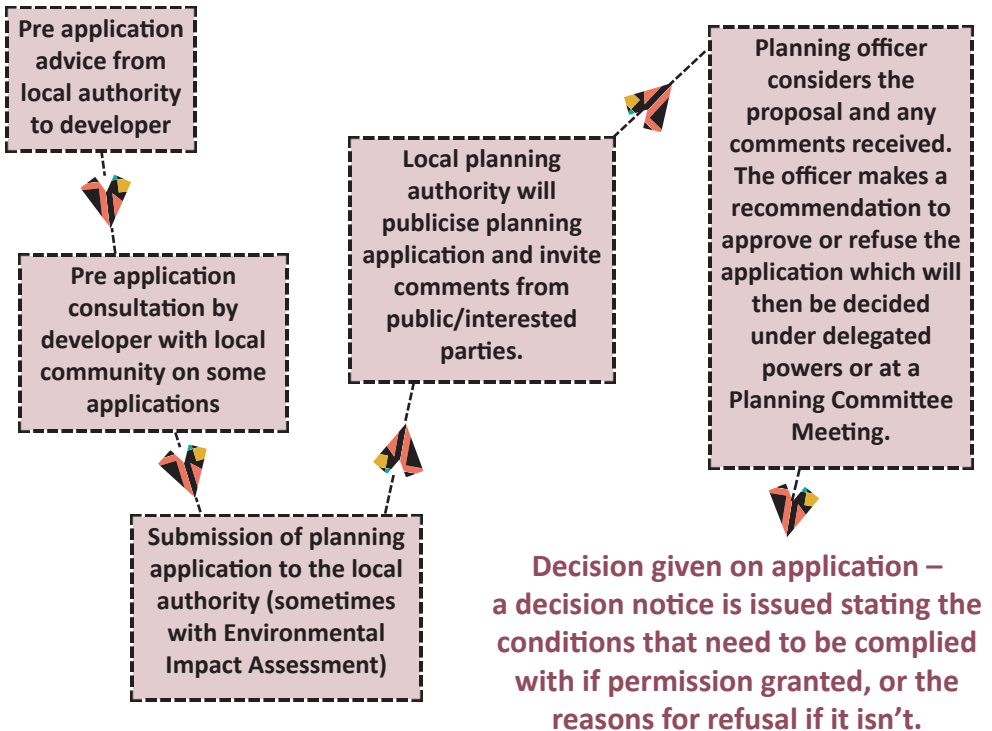 Pre application
advice from
local authority
to developer
Pre application
consultation by
developer with local
community on some
applications
Submission of planning
application to the local
authority (sometimes
with Environmental
Impact Assessment)
Local planning
authority will
publicise planning
application and invite
comments from
public/interested
parties.
Planning officer
considers the
proposal and any
comments received.
The officer makes a
recommendation to
approve or refuse the
application which will
then be decided
under delegated
powers or at a
Planning Committee
Meeting.
Decision given on application –
a decision notice is issued stating the
conditions that need to be complied
with if permission granted, or the
reasons for refusal if it isn't.